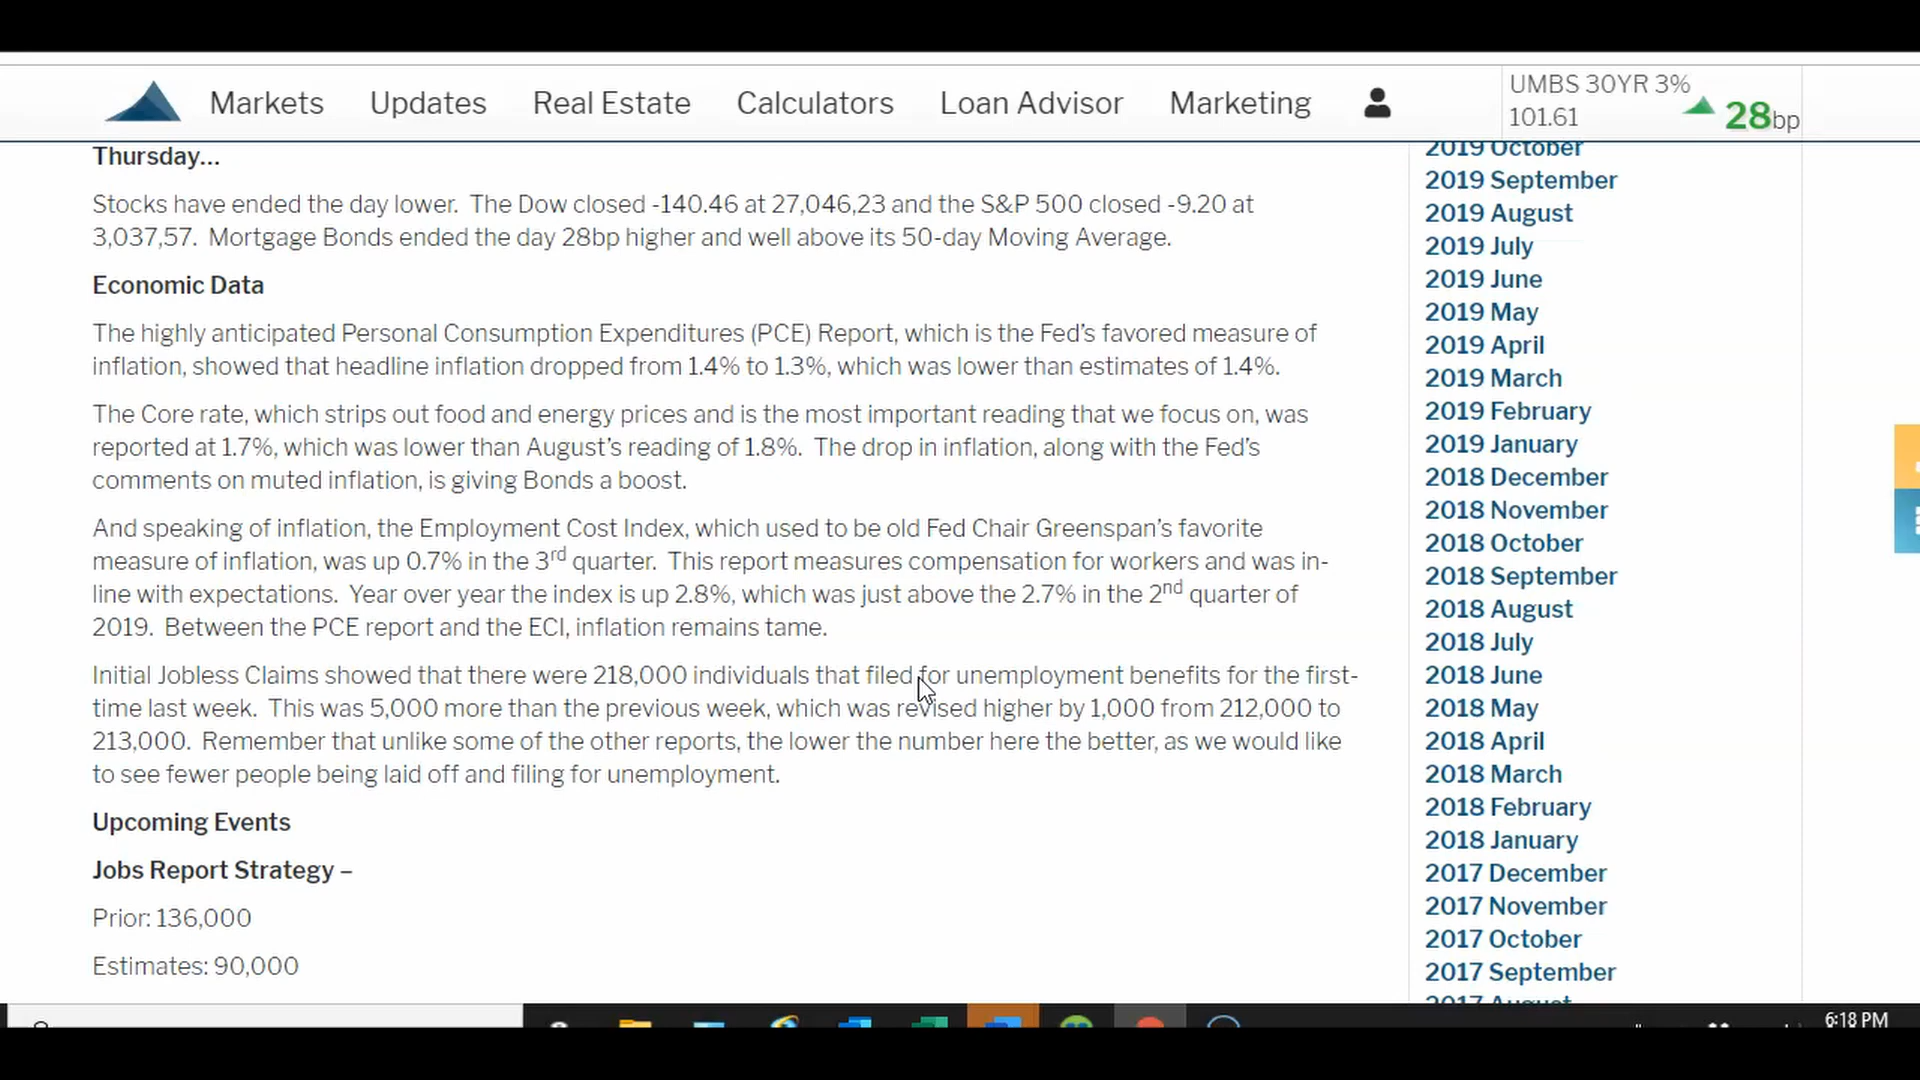 Markets Updates Real Estate Calculators Loan Advisor Marketing
UMBS 30YR 3%
101.61 28bp
Thursday...
Stocks have ended the day lower. The Dow closed -140.46 at 27,046,23 and the S&P 500 closed -9.20 at
3,037,57. Mortgage Bonds ended the day 28bp higher and well above its 50-day Moving Average.
Economic Data
The highly anticipated Personal Consumption Expenditures (PCE) Report, which is the Fed's favored measure of
inflation, showed that headline inflation dropped from 1.4% to 1.3%, which was lower than estimates of 1.4%.
The Core rate, which strips out food and energy prices and is the most important reading that we focus on, was
reported at 1.7%, which was lower than August's reading of 1.8%. The drop in inflation, along with the Fed's
comments on muted inflation, is giving Bonds a boost.
And speaking of inflation, the Employment Cost Index, which used to be old Fed Chair Greenspan's favorite
measure of inflation, was up 0.7% in the 3rd quarter. This report measures compensation for workers and was in-
line with expectations. Year over year the index is up 2.8%, which was just above the 2.7% in the 2nd quarter of
2019. Between the PCE report and the ECI, inflation remains tame.
Initial Jobless Claims showed that there were 218,000 individuals that filed for unemployment benefits for the first-
time last week. This was 5,000 more than the previous week, which was revised higher by 1,000 from 212,000 to
213,000. Remember that unlike some of the other reports, the lower the number here the better, as we would like
to see fewer people being laid off and filing for unemployment.
Upcoming Events
Jobs Report Strategy –
Prior: 136,000
Estimates: 90,000
2019 October
2019 September
2019 August
2019 July
2019 June
2019 May
2019 April
2019 March
2019 February
2019 January
2018 December
2018 November
2018 October
2018 September
2018 August
2018 July
2018 June
2018 May
2018 April
2018 March
2018 February
2018 January
2017 December
2017 November
2017 October
2017 September
2017 August
6:18 PM